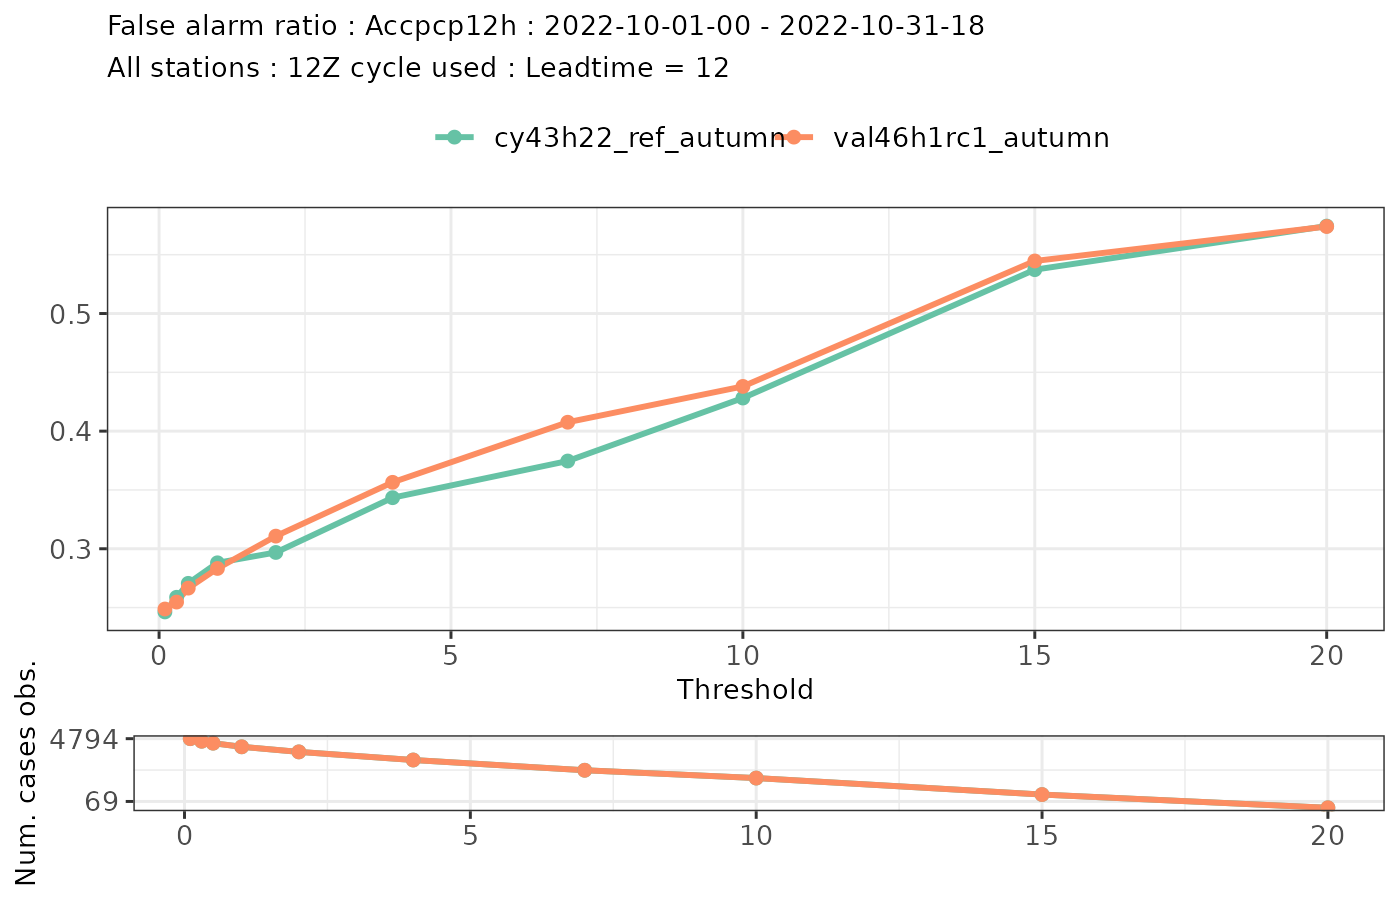 False alarm ratio : Accpcp12h : 2022-10-01-00 - 2022-10-31-18
All stations : 12Z cycle used : Leadtime = 12
cy43h22_ref_autumn val46h1rc1_autumn
0.5
0.4
0.3
0 5 10 15 20
Threshold
Num. cases obs.
4794
69
0 5 10 15 20